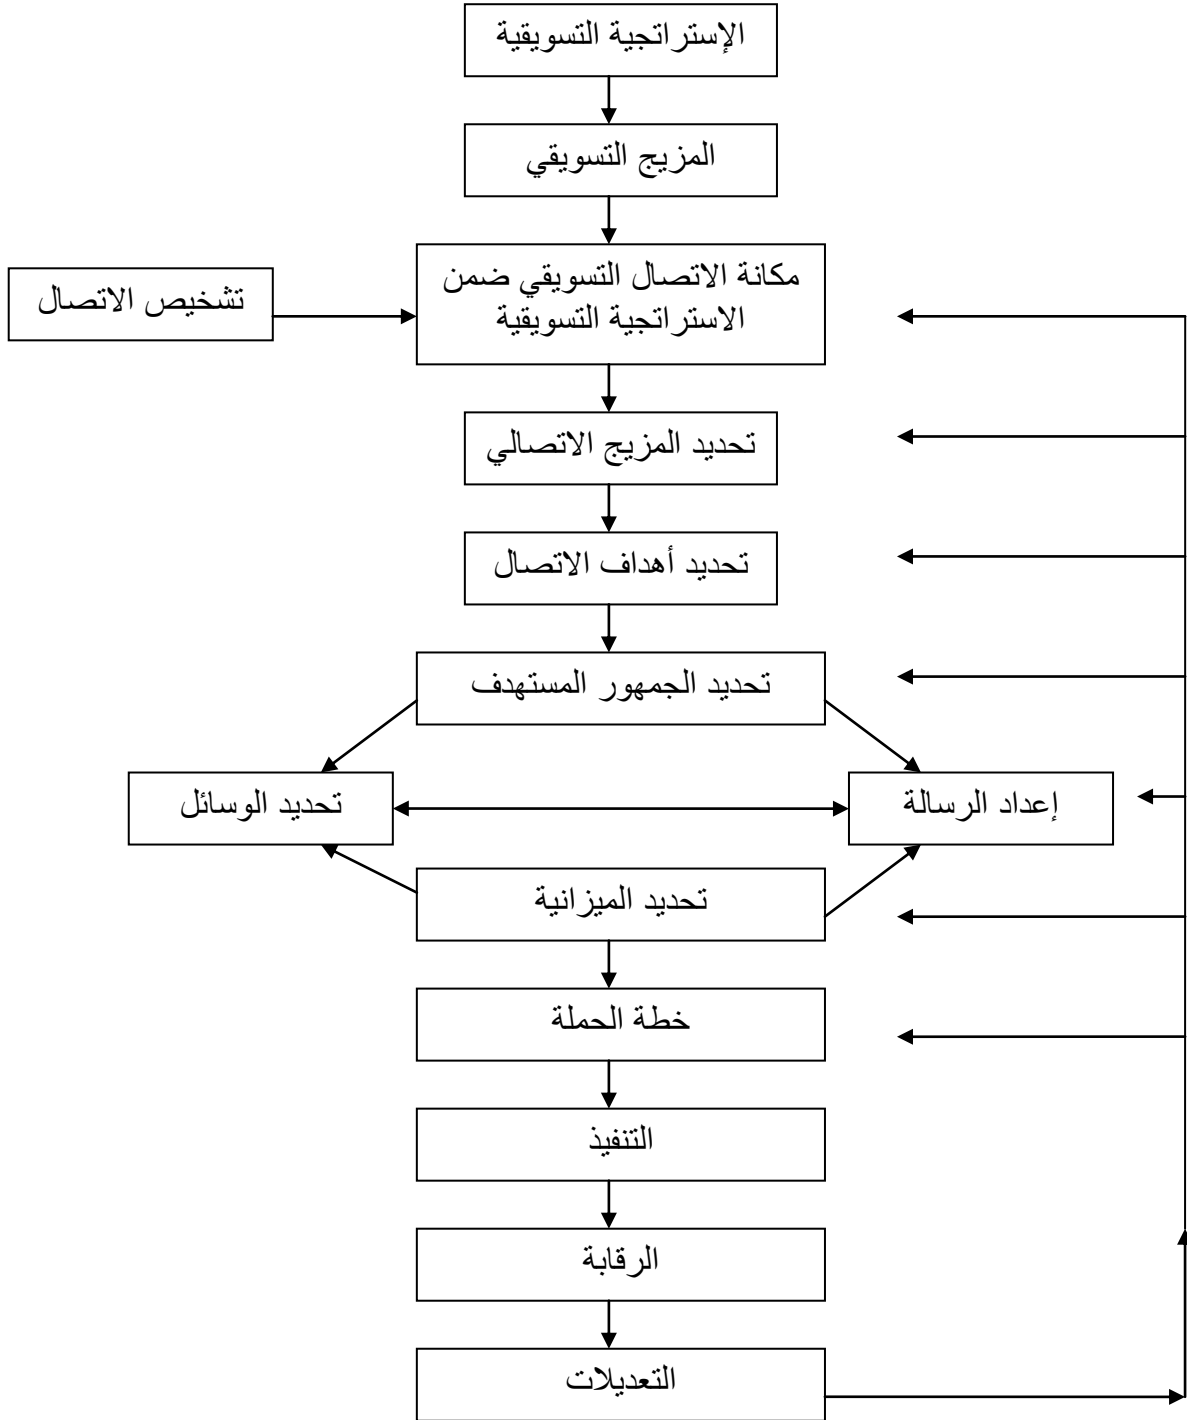 الإستراتجية التسويقية
المزيج التسويقي
مكانة الاتصال التسويقي ضمن
الاستراتجية التسويقية
تشخيص الاتصال
تحديد المزيج الاتصالي
تحديد أهداف الاتصال
تحديد الجمهور المستهدف
إعداد الرسالة
تحديد الوسائل
تحديد الميزانية
خطة الحملة
التنفيذ
الرقابة
التعديلات